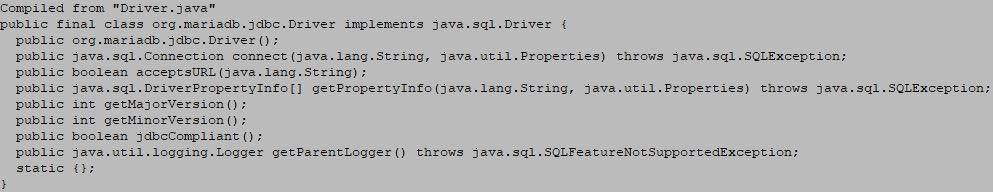 Compiled from "Driver.java"
public final class org.mariadb.jdbc.Driver implements java.sql.Driver {
  public org.mariadb.jdbc.Driver();
  public java.sql.Connection connect(java.lang.String, java.util.Properties) throws java.sql.SQLException;
  public boolean acceptsURL(java.lang.String);
  public java.sql.DriverPropertyInfo[] getPropertyInfo(java.lang.String, java.util.Properties) throws java.sql.SQLException;
  public int getMajorVersion();
  public int getMinorVersion();
  public boolean jdbcCompliant();
  public java.util.logging.Logger getParentLogger() throws java.sql.SQLFeatureNotSupportedException;
  static {};
}